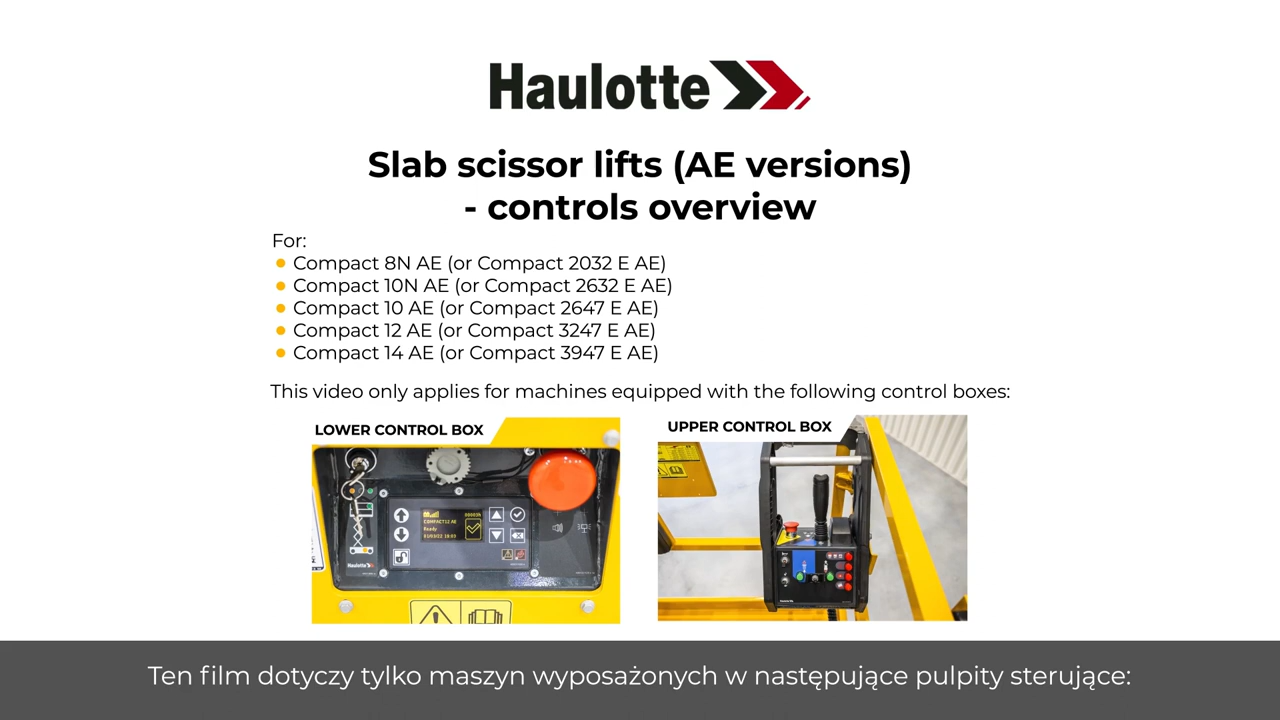 Haulotte
Slab scissor lifts (AE versions)
- controls overview
For:
Compact 8N AE (or Compact 2032 E AE)
Compact 10N AE (or Compact 2632 E AE)
Compact 10 AE (or Compact 2647 E AE)
Compact 12 AE (or Compact 3247 E AE)
Compact 14 AE (or Compact 3947 E AE)
This video only applies for machines equipped with the following control boxes:
LOWER CONTROL BOX
UPPER CONTROL BOX
COMPACT12 AE
Ready
Haulotte
Ten film dotyczy tylko maszyn wyposażonych w następujące pulpity sterujące: